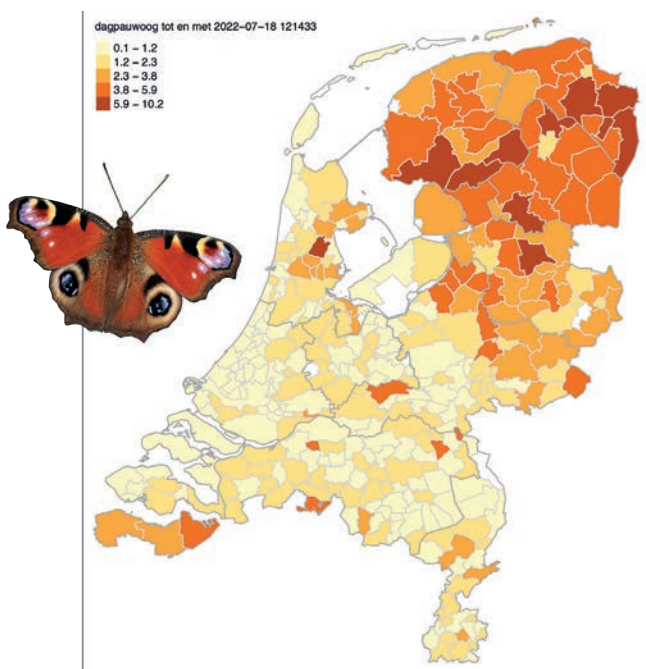 dagpauwoog tot en met 2022-07-18 121433
0.1 - 1.2
1.2 - 2.3
2.3 - 3.8
3.8 - 5.9
5.9 - 10.2